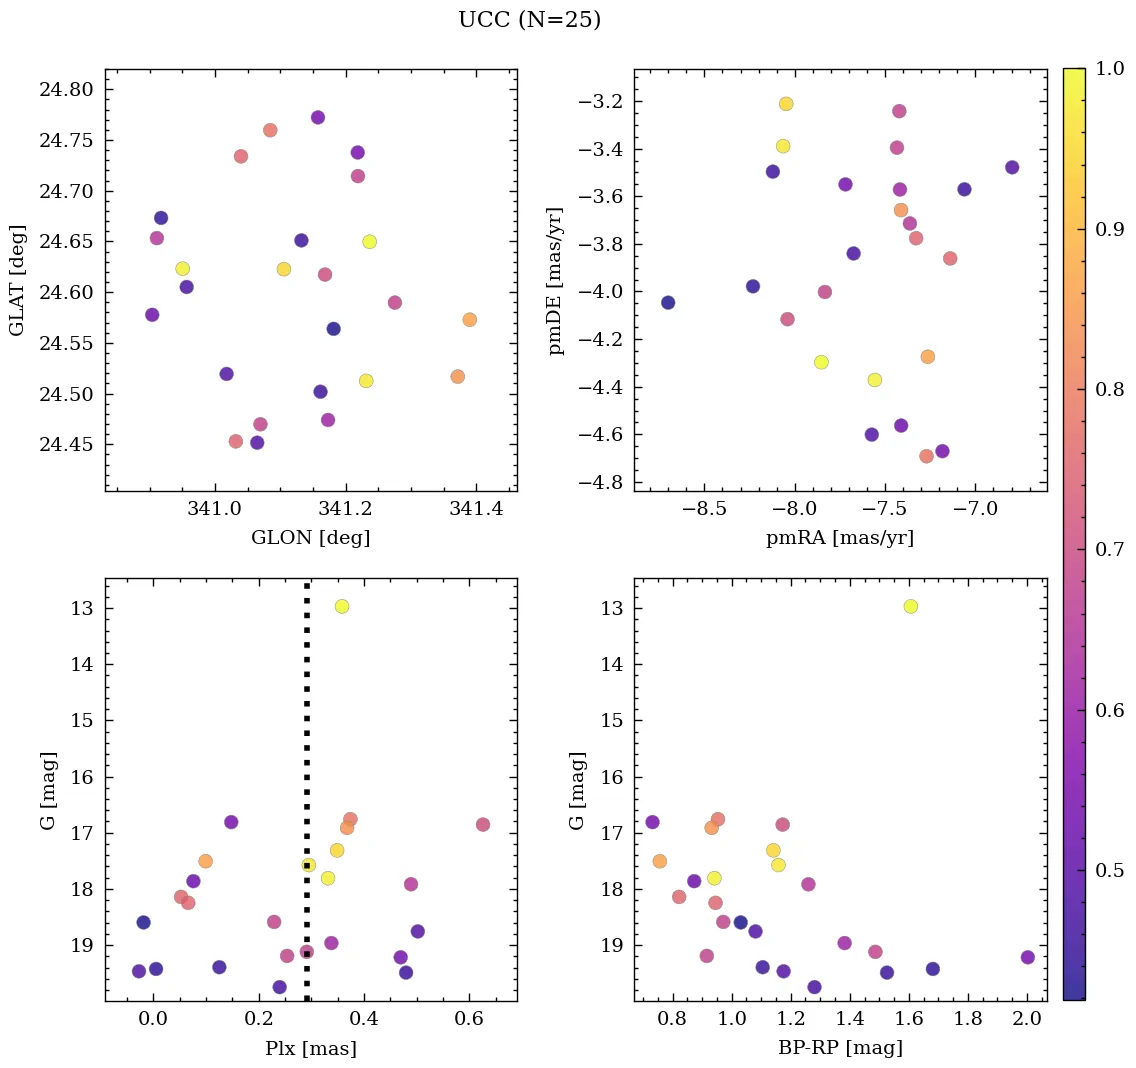 UCC (N=25)
24.80
24.75
24.70
24.65
24.60
24.55
24.50
24.45
GLAT [deg]
341.0 341.2 341.4
GLON [deg]
−3.2
−3.4
−3.6
−3.8
−4.0
−4.2
−4.4
−4.6
−4.8
pmDE [mas/yr]
−8.5 −8.0 −7.5 −7.0
pmRA [mas/yr]
1.0
0.9
0.8
0.7
0.6
0.5
13
14
15
16
17
18
19
G [mag]
0.0 0.2 0.4 0.6
Plx [mas]
13
14
15
16
17
18
19
G [mag]
0.8 1.0 1.2 1.4 1.6 1.8 2.0
BP-RP [mag]